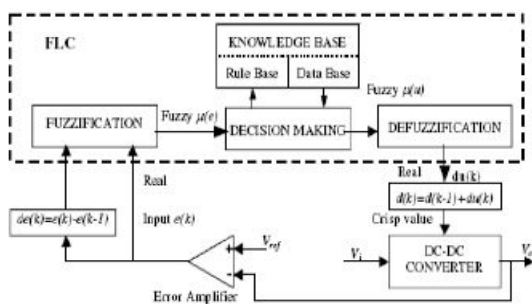 FLC
KNOWLEDGE BASE
Rule Base
Data Base
Fuzzy μ(u)
FUZZIFICATION
Fuzzy μ(e)
DECISION MAKING
DEFUZZIFICATION
Real
Real
du(k)
de(k)=e(k)-e(k-1)
Input e(k)
d(k)=d(k-1)+du(k)
Crisp value
+
Vref
-
Vi
DC-DC
CONVERTER
Error Amplifier